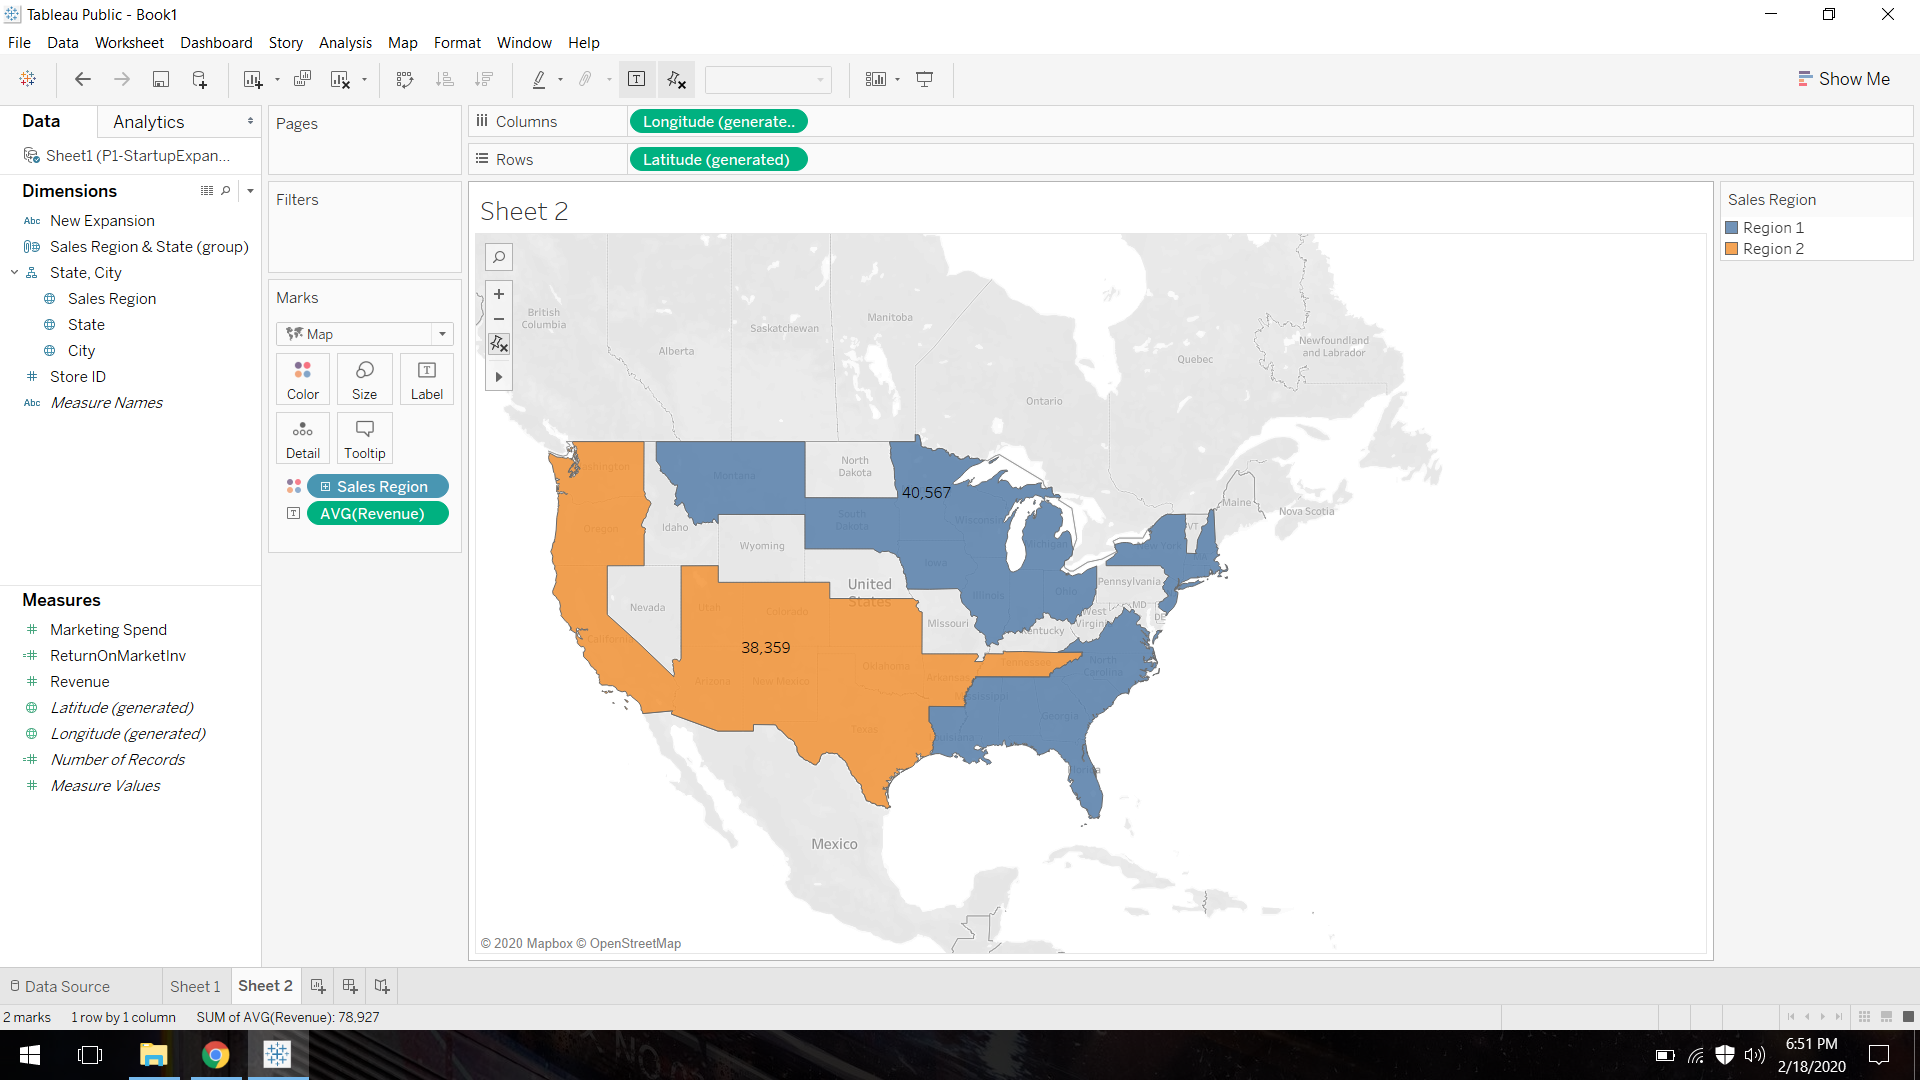 Tableau Public - Book1
File Data Worksheet Dashboard Story Analysis Map Format Window Help
Show Me
Data Analytics
Sheet1 (P1-StartupExpan...
Dimensions
Abc New Expansion
Sales Region & State (group)
State, City
Sales Region
State
City
# Store ID
Abc Measure Names
Measures
# Marketing Spend
=# ReturnOnMarketInv
# Revenue
Latitude (generated)
Longitude (generated)
=# Number of Records
# Measure Values
Pages
Filters
Marks
Map
Color Size Label
Detail Tooltip
Sales Region
AVG(Revenue)
Columns Longitude (generate..
Rows Latitude (generated)
Sheet 2
British
Columbia
Alberta
Saskatchewan
Manitoba
Ontario
Quebec
Newfoundland
and Labrador
Maine
Nova Scotia
Washington
Montana
North
Dakota
40,567
Oregon
Idaho
South
Dakota
Wisconsin
Michigan
New York
VT
Wyoming
Iowa
United
States
Illinois
Ohio
Pennsylvania
Nevada
Utah
Colorado
Missouri
West
Virginia
MD
DE
Kentucky
California
38,359
Arizona
New Mexico
Oklahoma
Arkansas
Tennessee
North
Carolina
Mississippi
Georgia
Texas
Louisiana
Florida
Mexico
© 2020 Mapbox © OpenStreetMap
Sales Region
Region 1
Region 2
Data Source Sheet 1 Sheet 2
2 marks 1 row by 1 column SUM of AVG(Revenue): 78,927
6:51 PM
2/18/2020